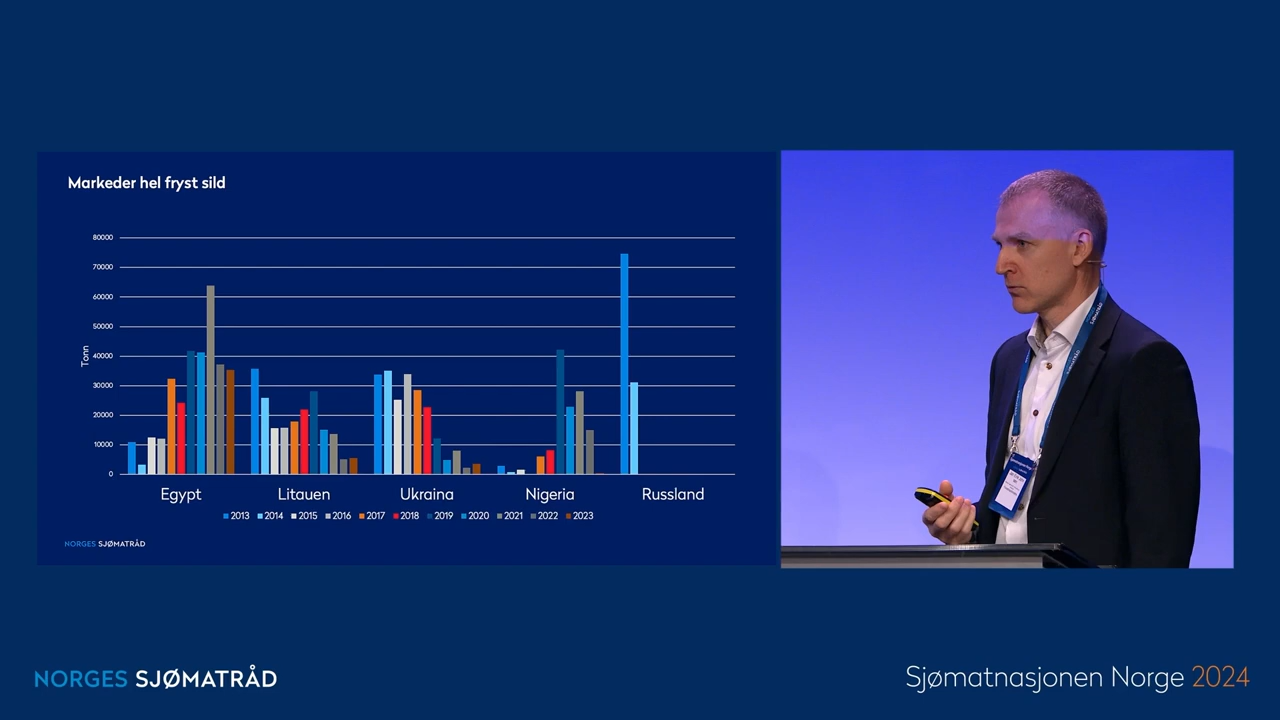 Markeder hel fryst sild
80000
70000
60000
50000
40000
30000
20000
10000
0
Tonn
Egypt Litauen Ukraina Nigeria Russland
2013 2014 2015 2016 2017 2018 2019 2020 2021 2022 2023
NORGES SJØMATRÅD
NORGES SJØMATRÅD
Sjømatnasjonen Norge 2024